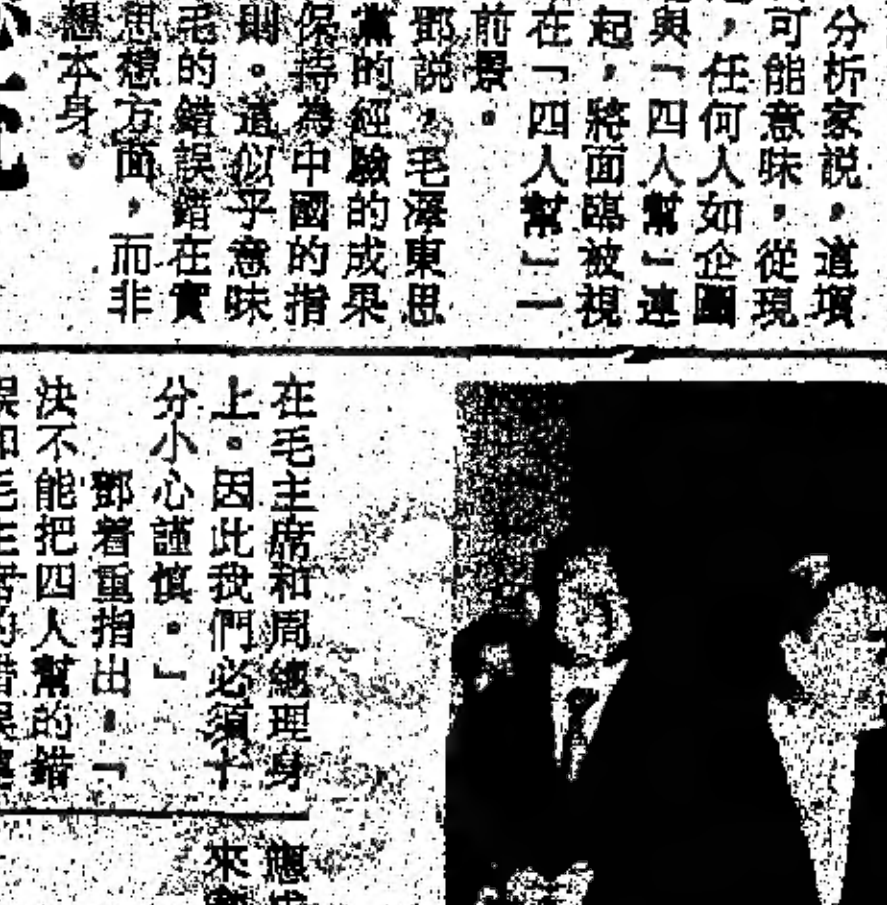 分析家說，這項
可能意味，從現
，任何人如企圖
與「四人幫」連
起，將面臨被視
在「四人幫」一
前景。
鄧說，毛澤東思
黨的經驗的成果
保持為中國的指
則。這似乎意味
毛的錯誤錯在實
思想方面，而非
想本身。
在毛主席和周總理身
上。因此我們必須十
分小心謹慎。」
鄧着重指出，「
決不能把四人幫的錯
來